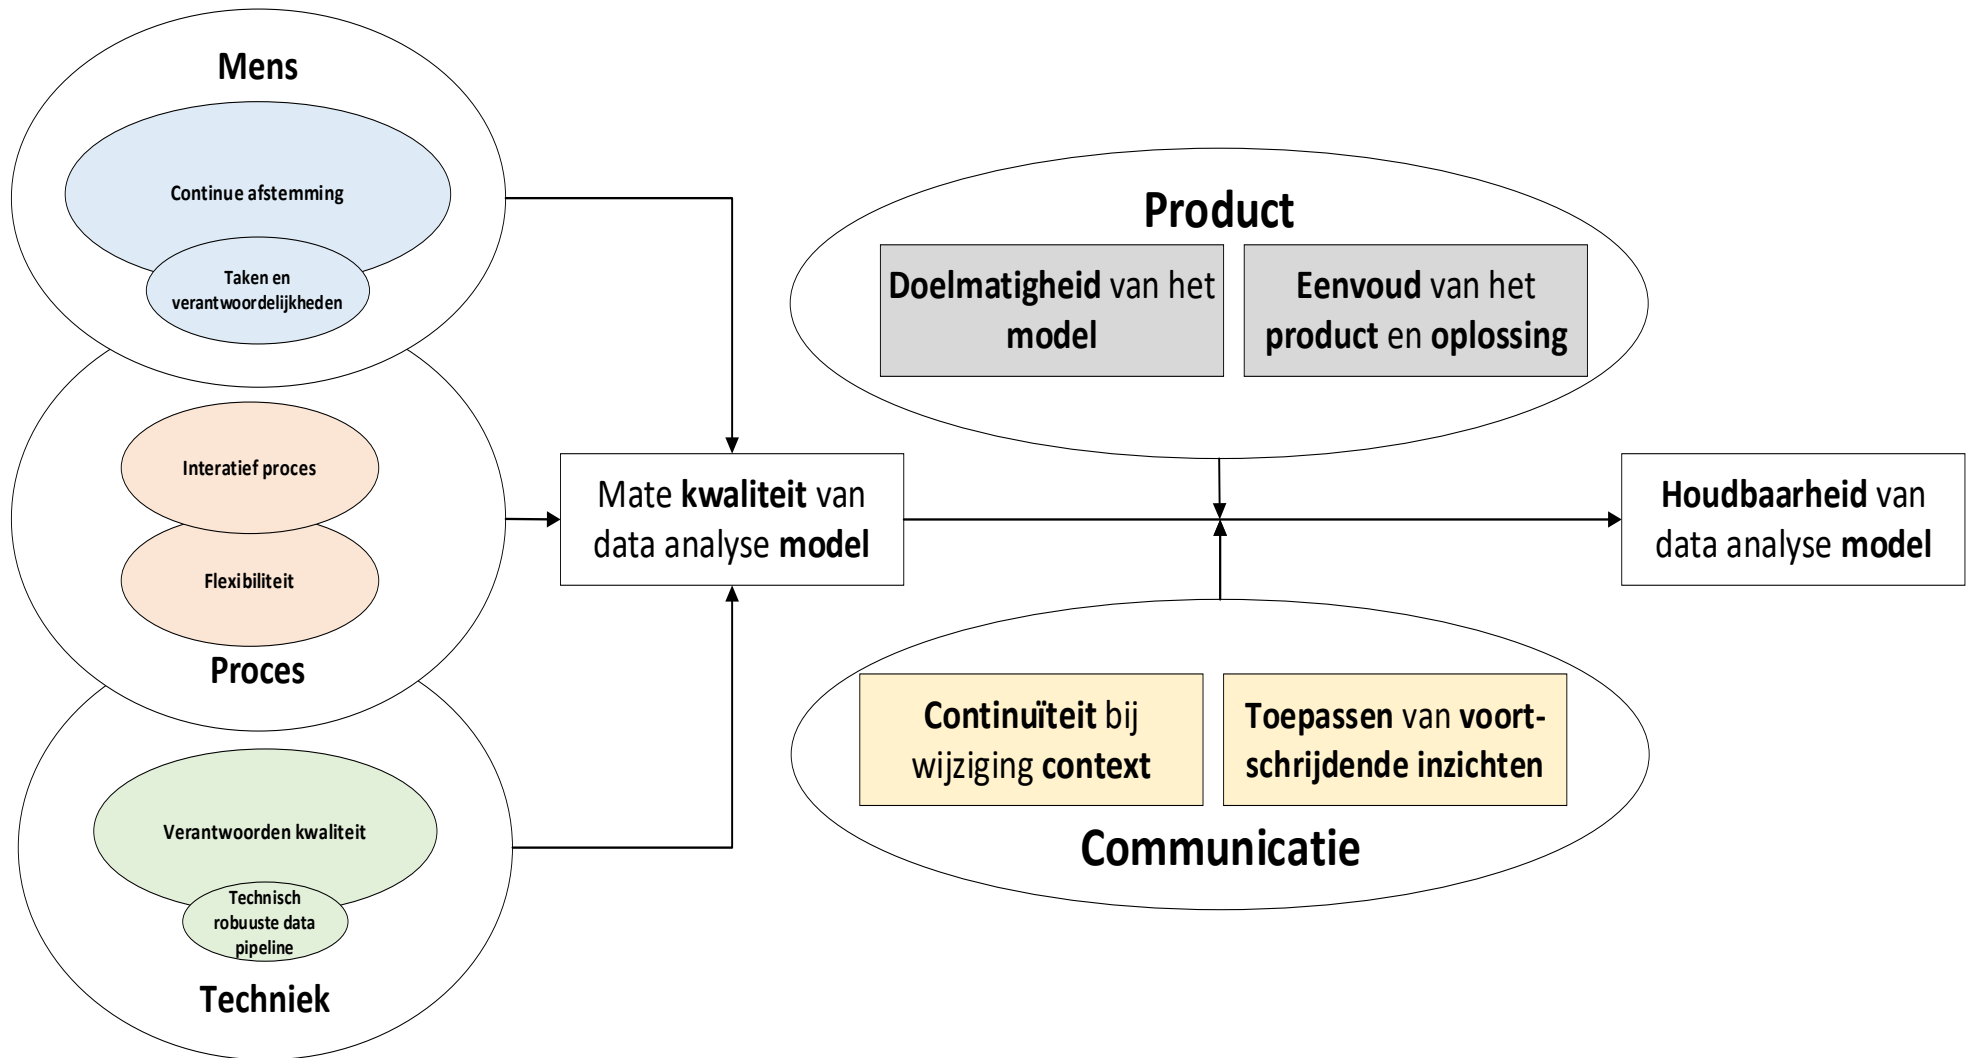 Mens
Continue afstemming
Taken en
verantwoordelijkheden
Interatief proces
Flexibiliteit
Proces
Verantwoorden kwaliteit
Technisch
robuuste data
pipeline
Techniek
Mate kwaliteit van
data analyse model
Product
Doelmatigheid van het
model
Eenvoud van het
product en oplossing
Continuïteit bij
wijziging context
Toepassen van voort-
schrijdende inzichten
Communicatie
Houdbaarheid van
data analyse model